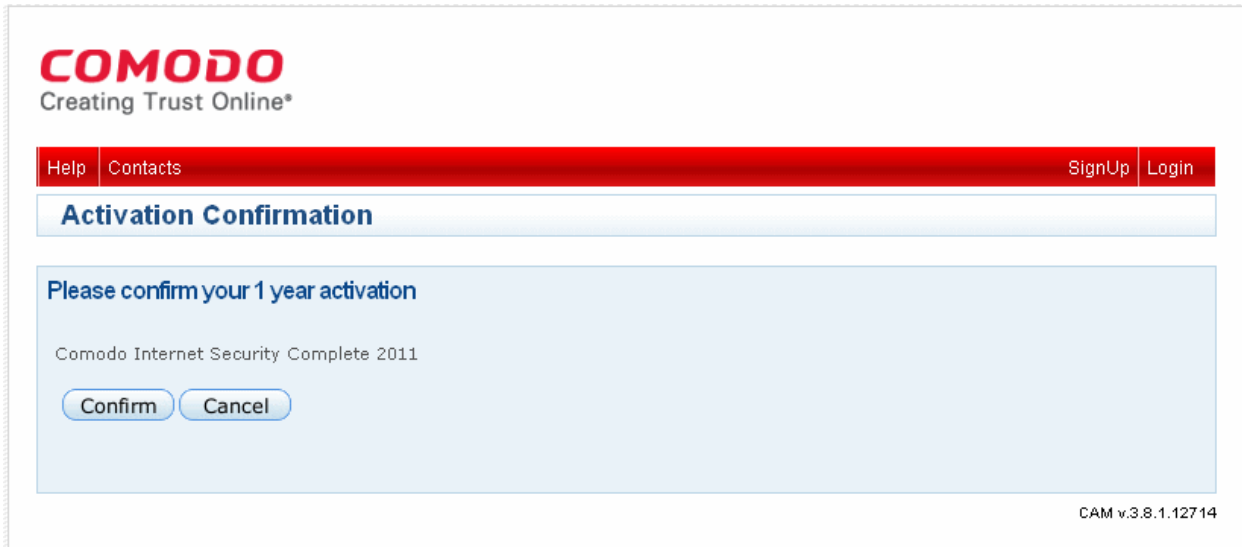 COMODO
Creating Trust Online®
Help Contacts SignUp Login
Activation Confirmation
Please confirm your 1 year activation
Comodo Internet Security Complete 2011
Confirm Cancel
CAM v.3.8.1.12714